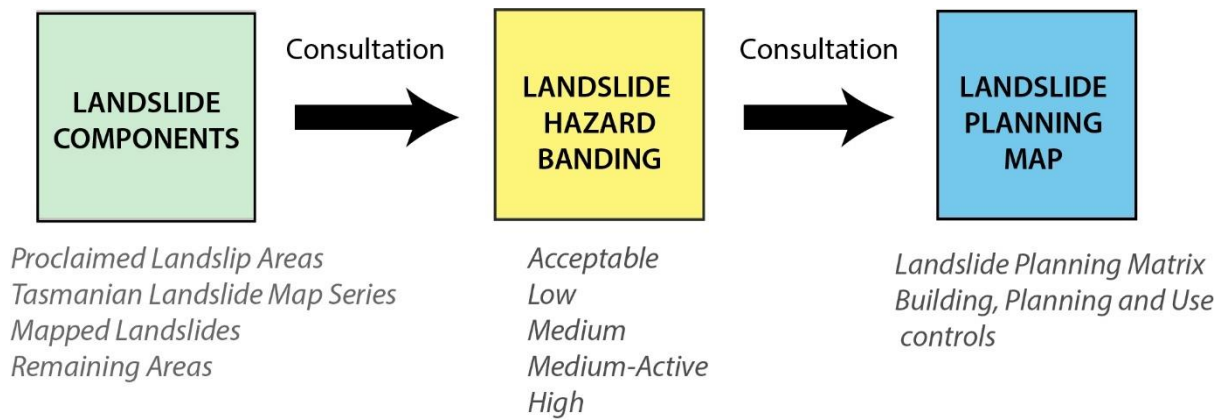 LANDSLIDE
COMPONENTS
Consultation
LANDSLIDE
HAZARD
BANDING
Consultation
LANDSLIDE
PLANNING
MAP
Proclaimed Landslip Areas
Tasmanian Landslide Map Series
Mapped Landslides
Remaining Areas
Acceptable
Low
Medium
Medium-Active
High
Landslide Planning Matrix
Building, Planning and Use
controls